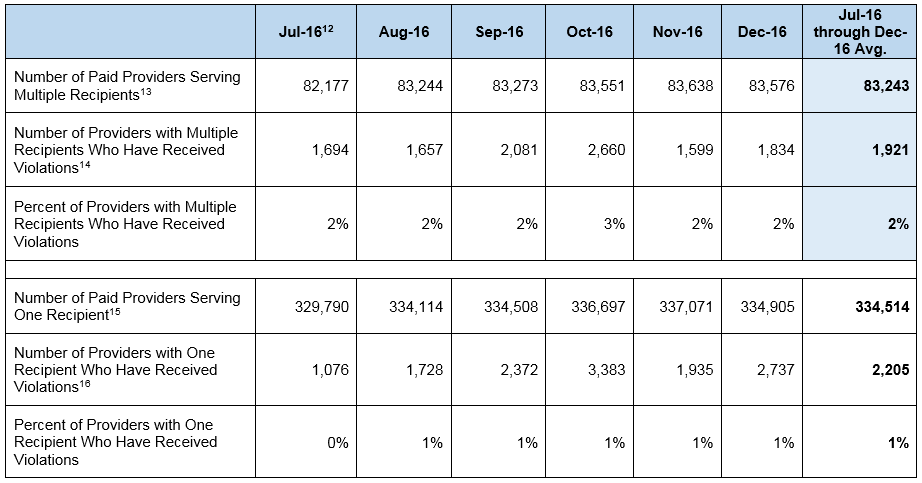 Jul-16¹² Aug-16 Sep-16 Oct-16 Nov-16 Dec-16 Jul-16 through Dec-16 Avg.
Number of Paid Providers Serving
Multiple Recipients¹³ 82,177 83,244 83,273 83,551 83,638 83,576 83,243
Number of Providers with Multiple
Recipients Who Have Received
Violations¹⁴ 1,694 1,657 2,081 2,660 1,599 1,834 1,921
Percent of Providers with Multiple
Recipients Who Have Received
Violations 2% 2% 2% 3% 2% 2% 2%
Number of Paid Providers Serving
One Recipient¹⁵ 329,790 334,114 334,508 336,697 337,071 334,905 334,514
Number of Providers with One
Recipient Who Have Received
Violations¹⁶ 1,076 1,728 2,372 3,383 1,935 2,737 2,205
Percent of Providers with One
Recipient Who Have Received
Violations 0% 1% 1% 1% 1% 1% 1%